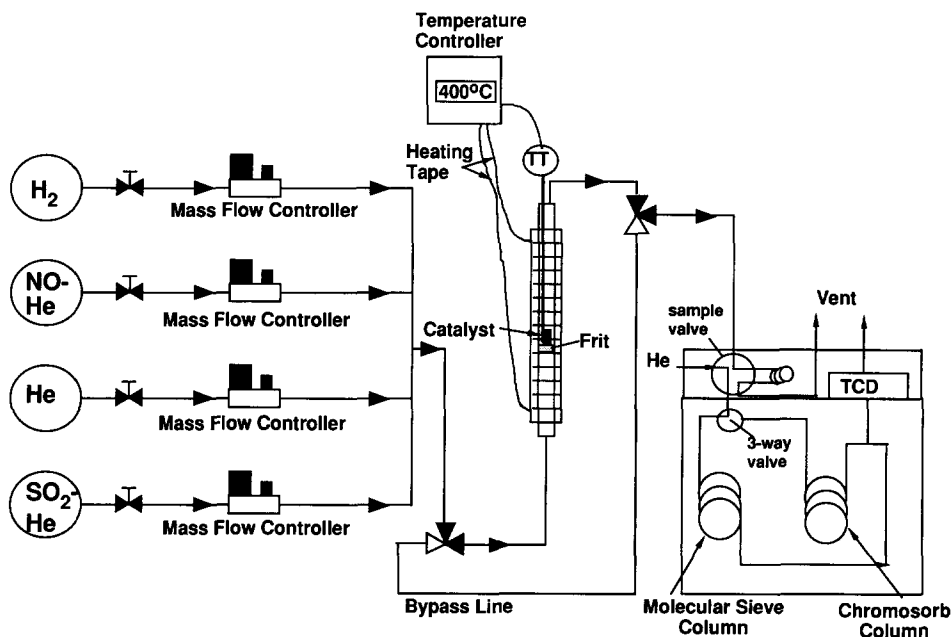 Temperature
Controller
400°C
Heating
Tape
TT
H₂
Mass Flow Controller
NO-
He
Mass Flow Controller
He
Mass Flow Controller
SO₂-
He
Mass Flow Controller
Catalyst
Frit
Bypass Line
sample
valve
Vent
He
TCD
3-way
valve
Molecular Sieve
Column
Chromosorb
Column